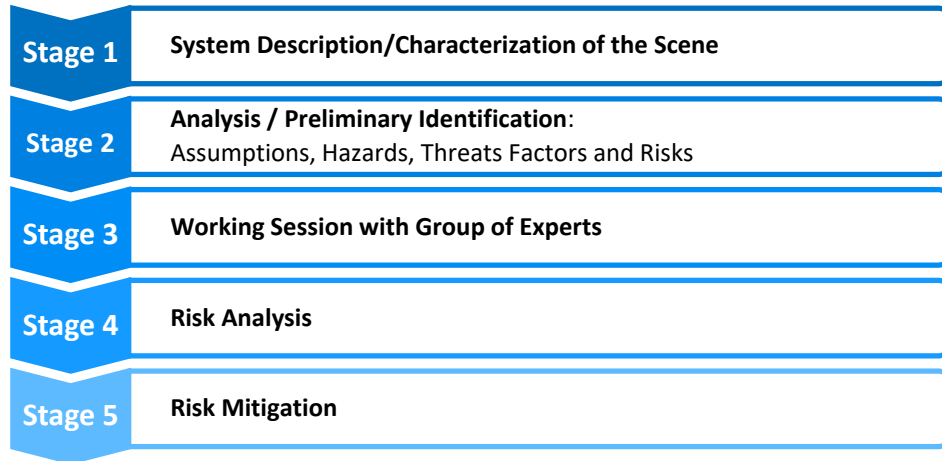 Stage 1
System Description/Characterization of the Scene
Stage 2
Analysis / Preliminary Identification:
Assumptions, Hazards, Threats Factors and Risks
Stage 3
Working Session with Group of Experts
Stage 4
Risk Analysis
Stage 5
Risk Mitigation